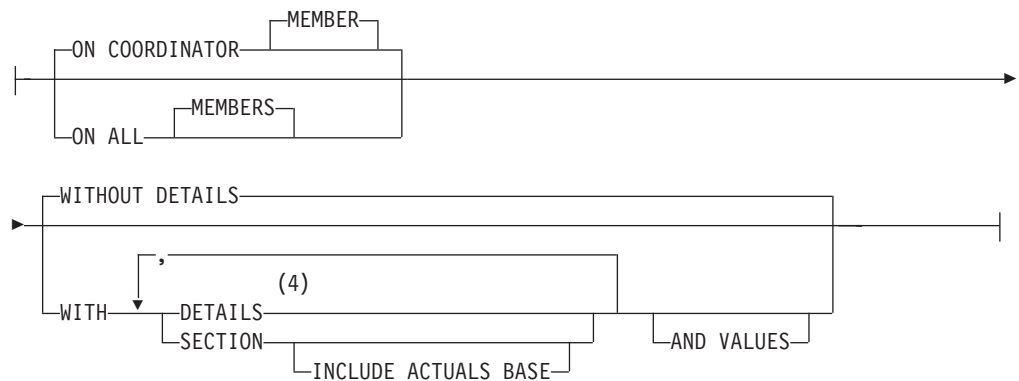 MEMBER
ON COORDINATOR
MEMBERS
ON ALL
WITHOUT DETAILS
,
(4)
WITH DETAILS
SECTION AND VALUES
INCLUDE ACTUALS BASE